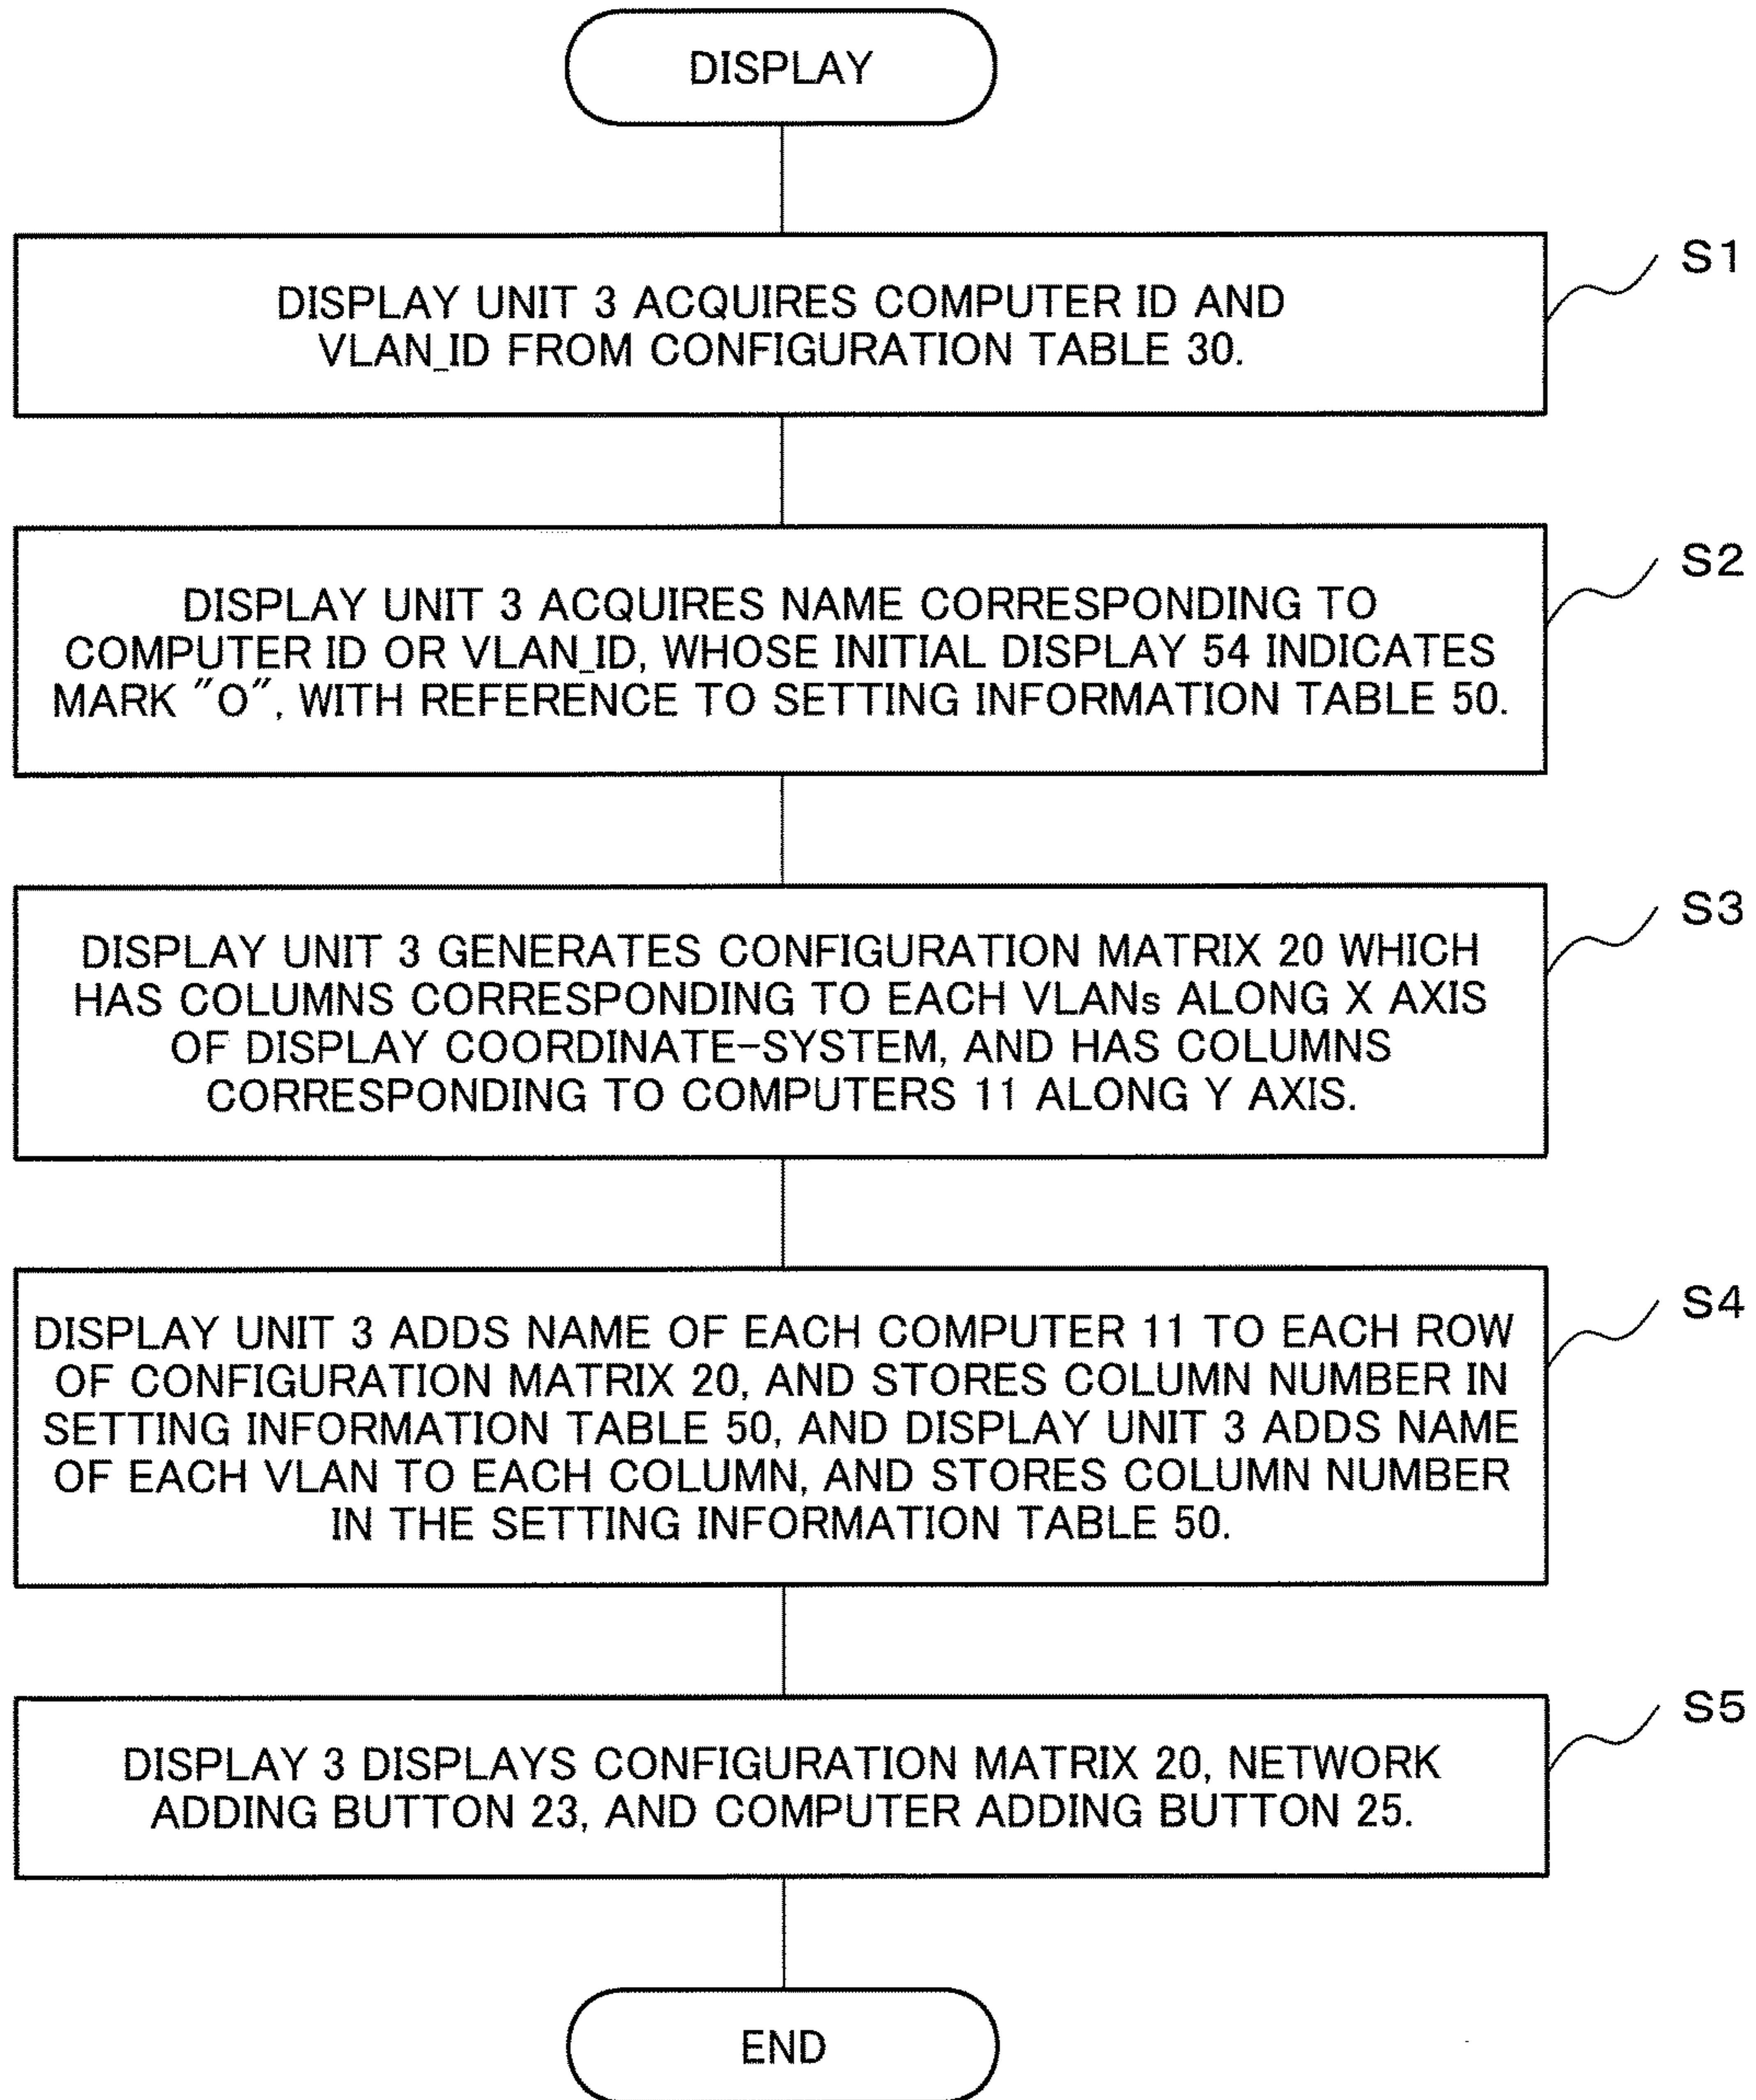 DISPLAY
S1
DISPLAY UNIT 3 ACQUIRES COMPUTER ID AND
VLAN_ID FROM CONFIGURATION TABLE 30.
S2
DISPLAY UNIT 3 ACQUIRES NAME CORRESPONDING TO
COMPUTER ID OR VLAN_ID, WHOSE INITIAL DISPLAY 54 INDICATES
MARK "O", WITH REFERENCE TO SETTING INFORMATION TABLE 50.
S3
DISPLAY UNIT 3 GENERATES CONFIGURATION MATRIX 20 WHICH
HAS COLUMNS CORRESPONDING TO EACH VLANs ALONG X AXIS
OF DISPLAY COORDINATE-SYSTEM, AND HAS COLUMNS
CORRESPONDING TO COMPUTERS 11 ALONG Y AXIS.
S4
DISPLAY UNIT 3 ADDS NAME OF EACH COMPUTER 11 TO EACH ROW
OF CONFIGURATION MATRIX 20, AND STORES COLUMN NUMBER IN
SETTING INFORMATION TABLE 50, AND DISPLAY UNIT 3 ADDS NAME
OF EACH VLAN TO EACH COLUMN, AND STORES COLUMN NUMBER
IN THE SETTING INFORMATION TABLE 50.
S5
DISPLAY 3 DISPLAYS CONFIGURATION MATRIX 20, NETWORK
ADDING BUTTON 23, AND COMPUTER ADDING BUTTON 25.
END